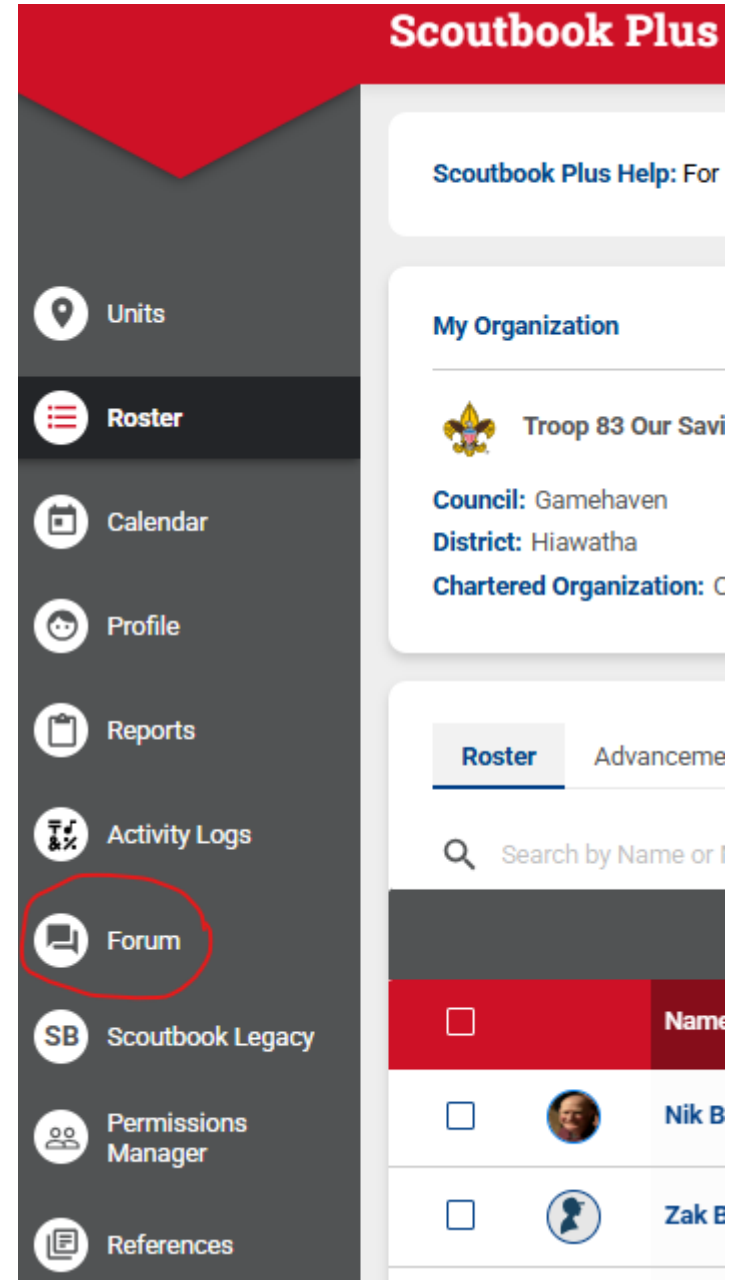 Scoutbook Plus
Scoutbook Plus Help: For
Units
My Organization
Roster
Troop 83 Our Savi
Council: Gamehaven
Calendar
District: Hiawatha
Chartered Organization:
Profile
Reports
Roster Advanceme
Activity Logs
Search by Name or
Forum
SB Scoutbook Legacy
Name
Permissions
Manager
Nik B
Zak B
References